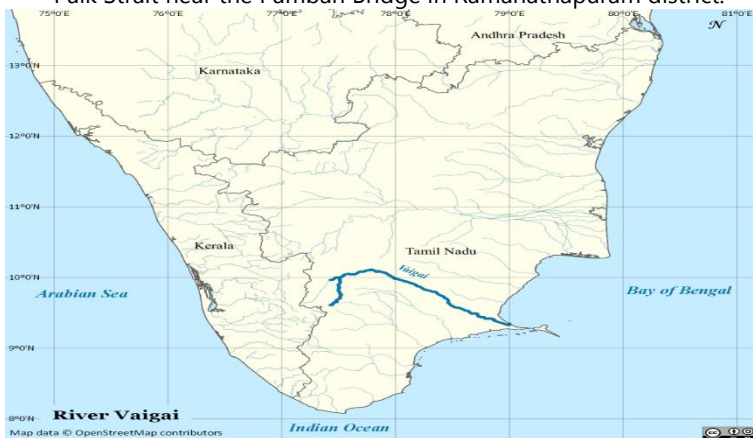 Palk Strait near the Pamban Bridge in Ramanathapuram district.
75°0'E 76°0'E 77°0'E 78°0'E 79°0'E 80°0'E 81°0'E
N
Andhra Pradesh
13°0'N
Karnataka
12°0'N
11°0'N
Kerala
Tamil Nadu
10°0'N
Vaigai
Arabian Sea
Bay of Bengal
9°0'N
8°0'N
River Vaigai
Indian Ocean
Map data © OpenStreetMap contributors